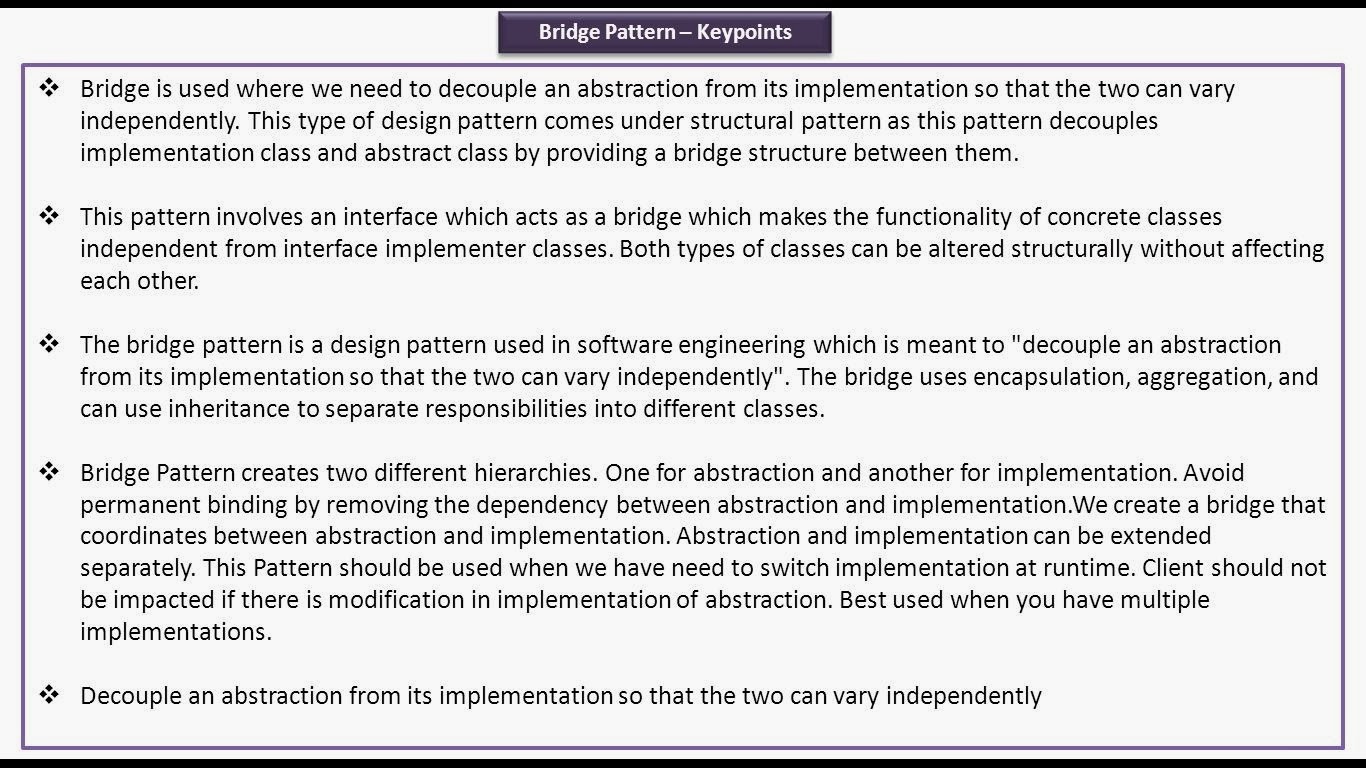 Bridge Pattern – Keypoints
Bridge is used where we need to decouple an abstraction from its implementation so that the two can vary
independently. This type of design pattern comes under structural pattern as this pattern decouples
implementation class and abstract class by providing a bridge structure between them.
This pattern involves an interface which acts as a bridge which makes the functionality of concrete classes
independent from interface implementer classes. Both types of classes can be altered structurally without affecting
each other.
The bridge pattern is a design pattern used in software engineering which is meant to "decouple an abstraction
from its implementation so that the two can vary independently". The bridge uses encapsulation, aggregation, and
can use inheritance to separate responsibilities into different classes.
Bridge Pattern creates two different hierarchies. One for abstraction and another for implementation. Avoid
permanent binding by removing the dependency between abstraction and implementation.We create a bridge that
coordinates between abstraction and implementation. Abstraction and implementation can be extended
separately. This Pattern should be used when we have need to switch implementation at runtime. Client should not
be impacted if there is modification in implementation of abstraction. Best used when you have multiple
implementations.
Decouple an abstraction from its implementation so that the two can vary independently